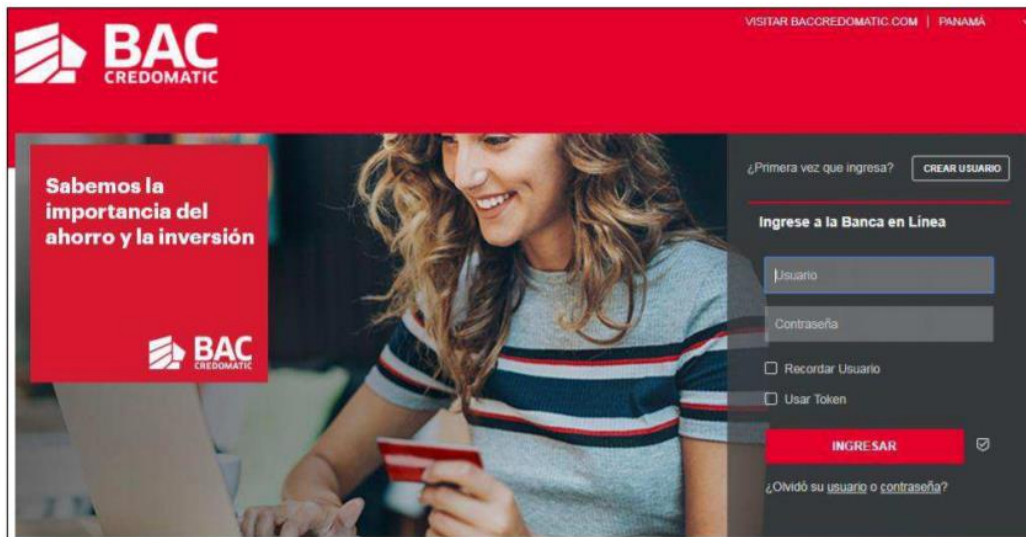 VISITAR BACCREDOMATIC.COM | PANAMÁ
BAC
CREDOMATIC
Sabemos la
importancia del
ahorro y la inversión
BAC
CREDOMATIC
¿Primera vez que ingresa?
CREAR USUARIO
Ingrese a la Banca en Línea
Usuario
Contraseña
Recordar Usuario
Usar Token
INGRESAR
¿Olvidó su usuario o contraseña?